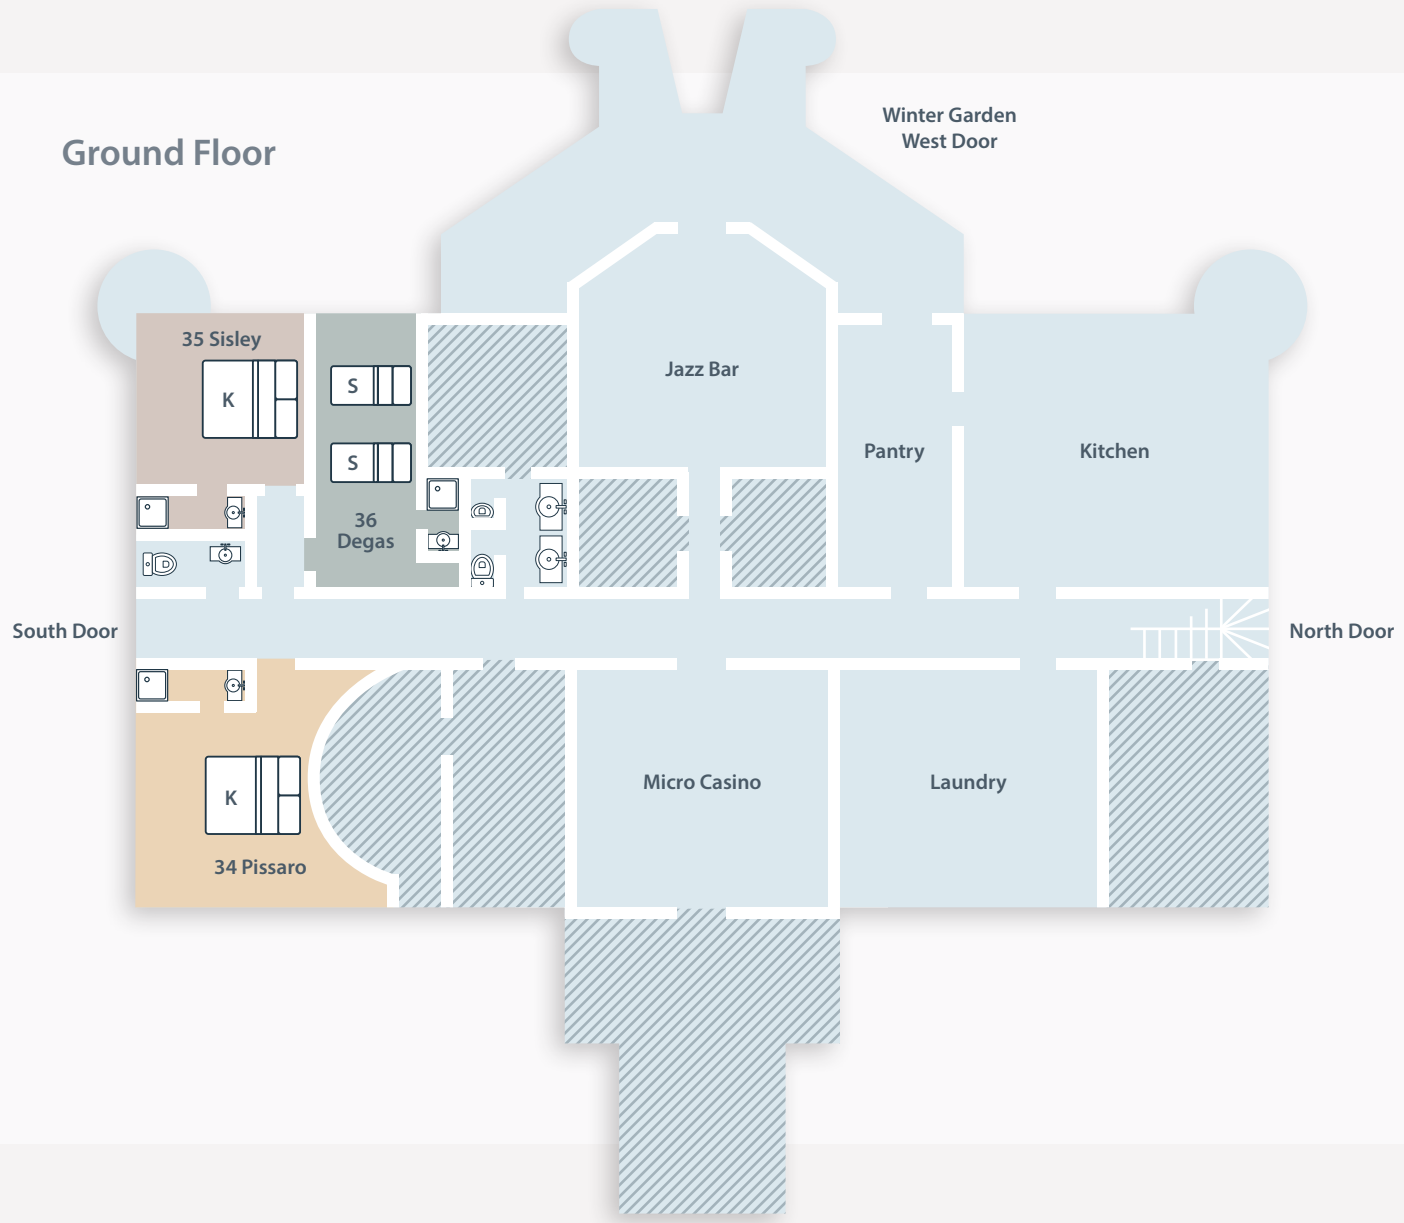 Winter Garden
West Door
Ground Floor
35 Sisley
K
S
S
36
Degas
Jazz Bar
Pantry
Kitchen
South Door
North Door
K
34 Pissaro
Micro Casino
Laundry